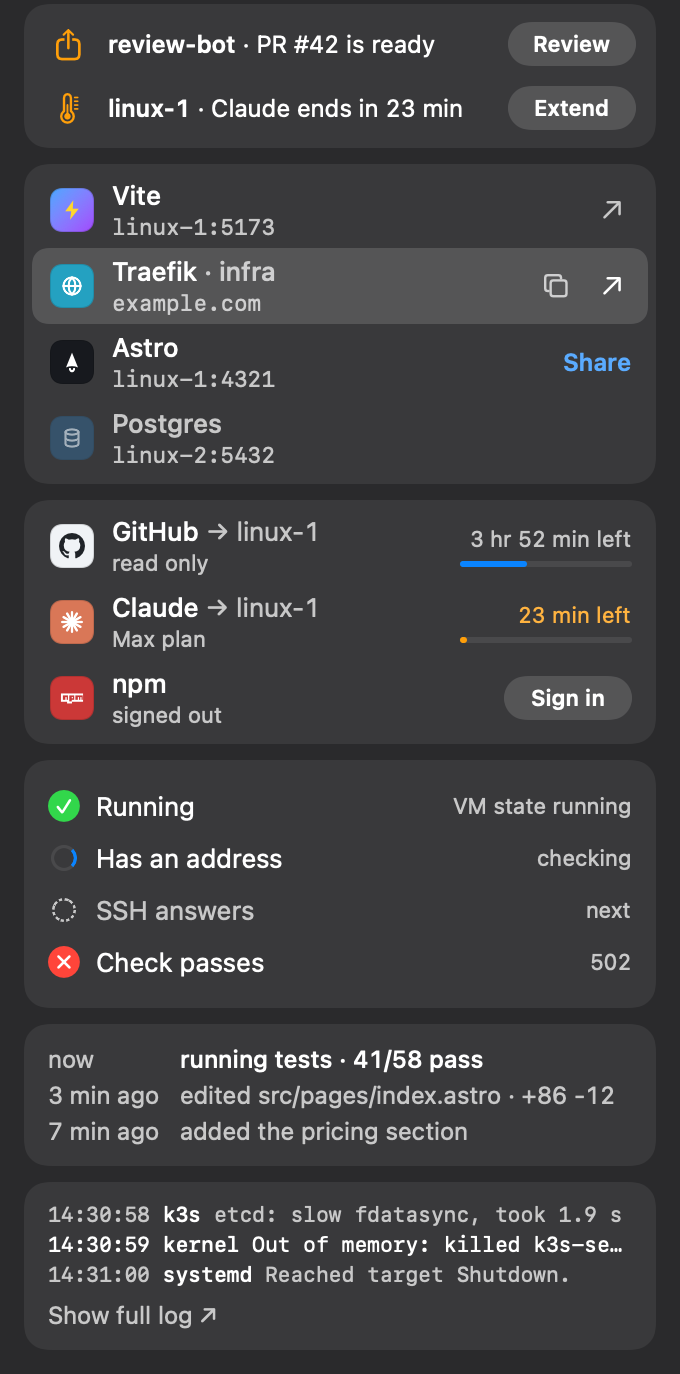 review-bot · PR #42 is ready
Review
linux-1 · Claude ends in 23 min
Extend
Vite
linux-1:5173
Traefik · infra
example.com
Astro
linux-1:4321
Share
Postgres
linux-2:5432
GitHub → linux-1
read only
3 hr 52 min left
Claude → linux-1
Max plan
23 min left
npm
npm
signed out
Sign in
Running
VM state running
Has an address
checking
SSH answers
next
Check passes
502
now running tests · 41/58 pass
3 min ago edited src/pages/index.astro · +86 -12
7 min ago added the pricing section
14:30:58 k3s etcd: slow fdatasync, took 1.9 s
14:30:59 kernel Out of memory: killed k3s-se…
14:31:00 systemd Reached target Shutdown.
Show full log ↗